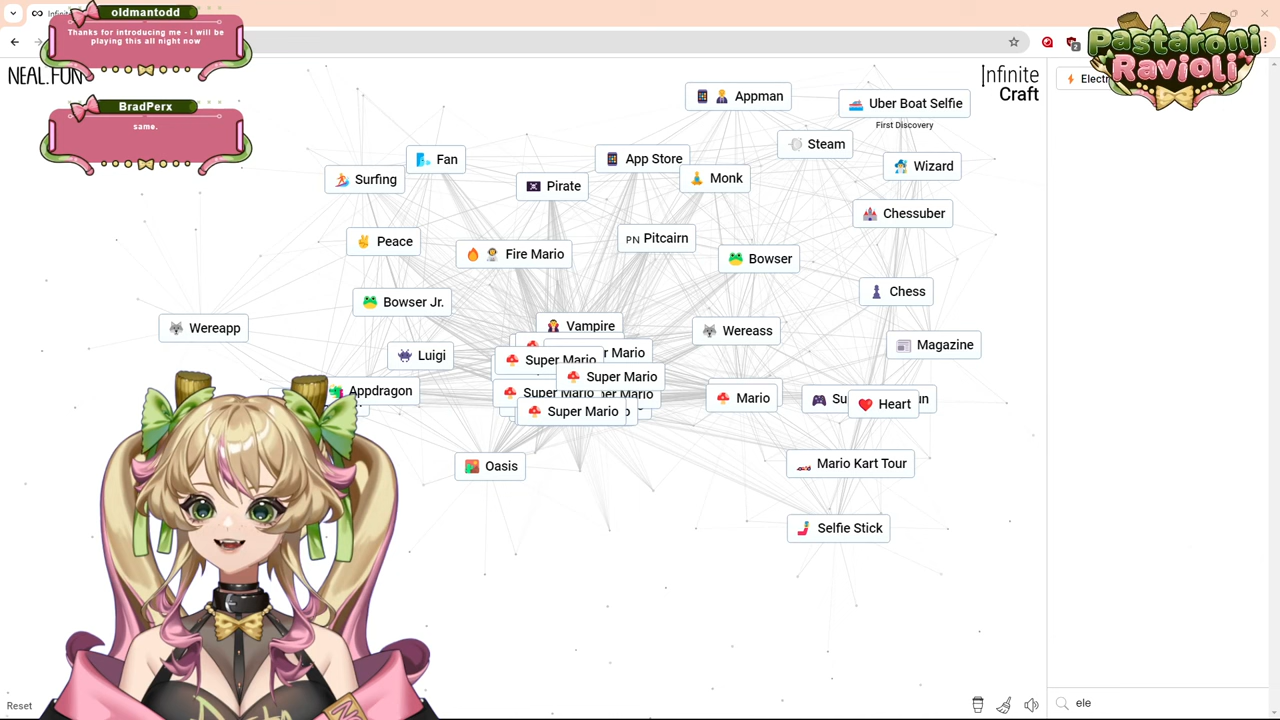 oldmantodd
Thanks for introducing me - I will be
playing this all night now
BradPerx
same.
NEAL.FUN
Infinite
Craft
Pastaroni
Ravioli
Appman
Uber Boat Selfie
First Discovery
Steam
Fan
App Store
Wizard
Surfing
Pirate
Monk
Chessuber
Peace
Pitcairn
Fire Mario
Bowser
Chess
Bowser Jr.
Vampire
Wereapp
Wereass
Magazine
Luigi
Super Mario
Super Mario
Super Mario
Super Mario
Appdragon
Mario
Heart
Oasis
Mario Kart Tour
Selfie Stick
Reset
ele